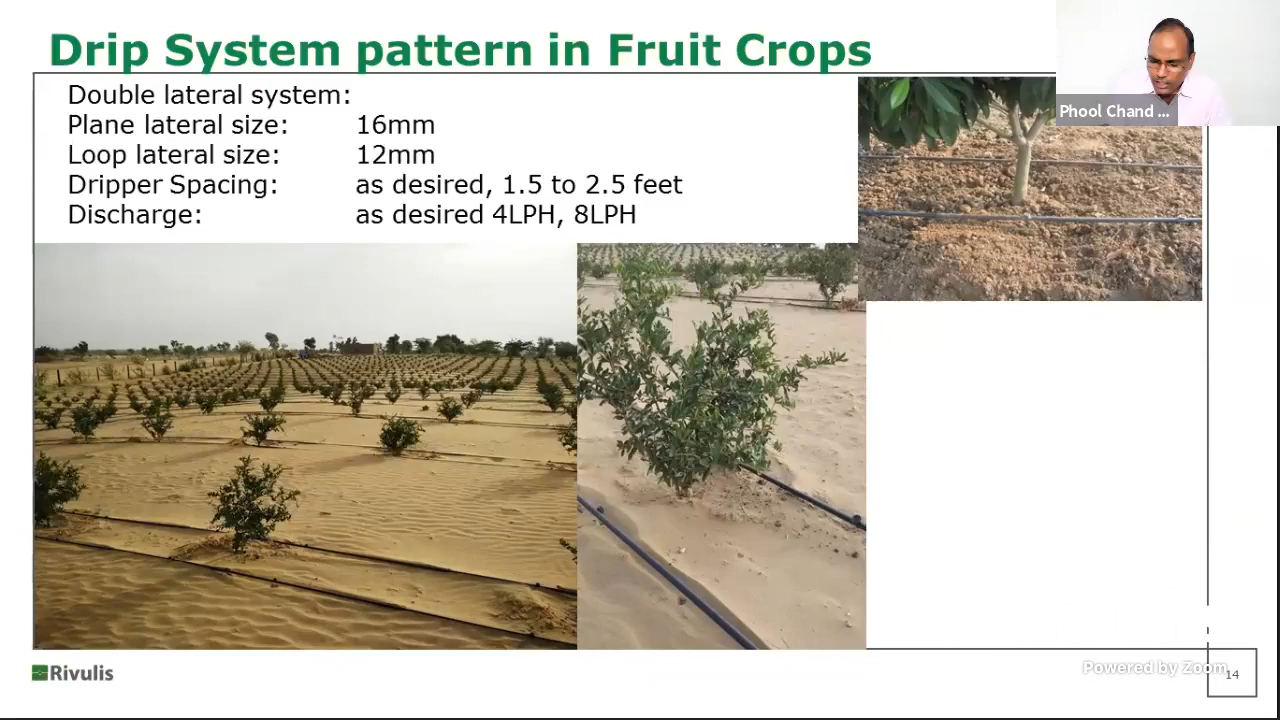 Drip System pattern in Fruit Crops
Double lateral system:
Plane lateral size: 16mm
Loop lateral size: 12mm
Dripper Spacing: as desired, 1.5 to 2.5 feet
Discharge: as desired 4LPH, 8LPH
Phool Chand ...
Rivulis
Powered by Zoom
14